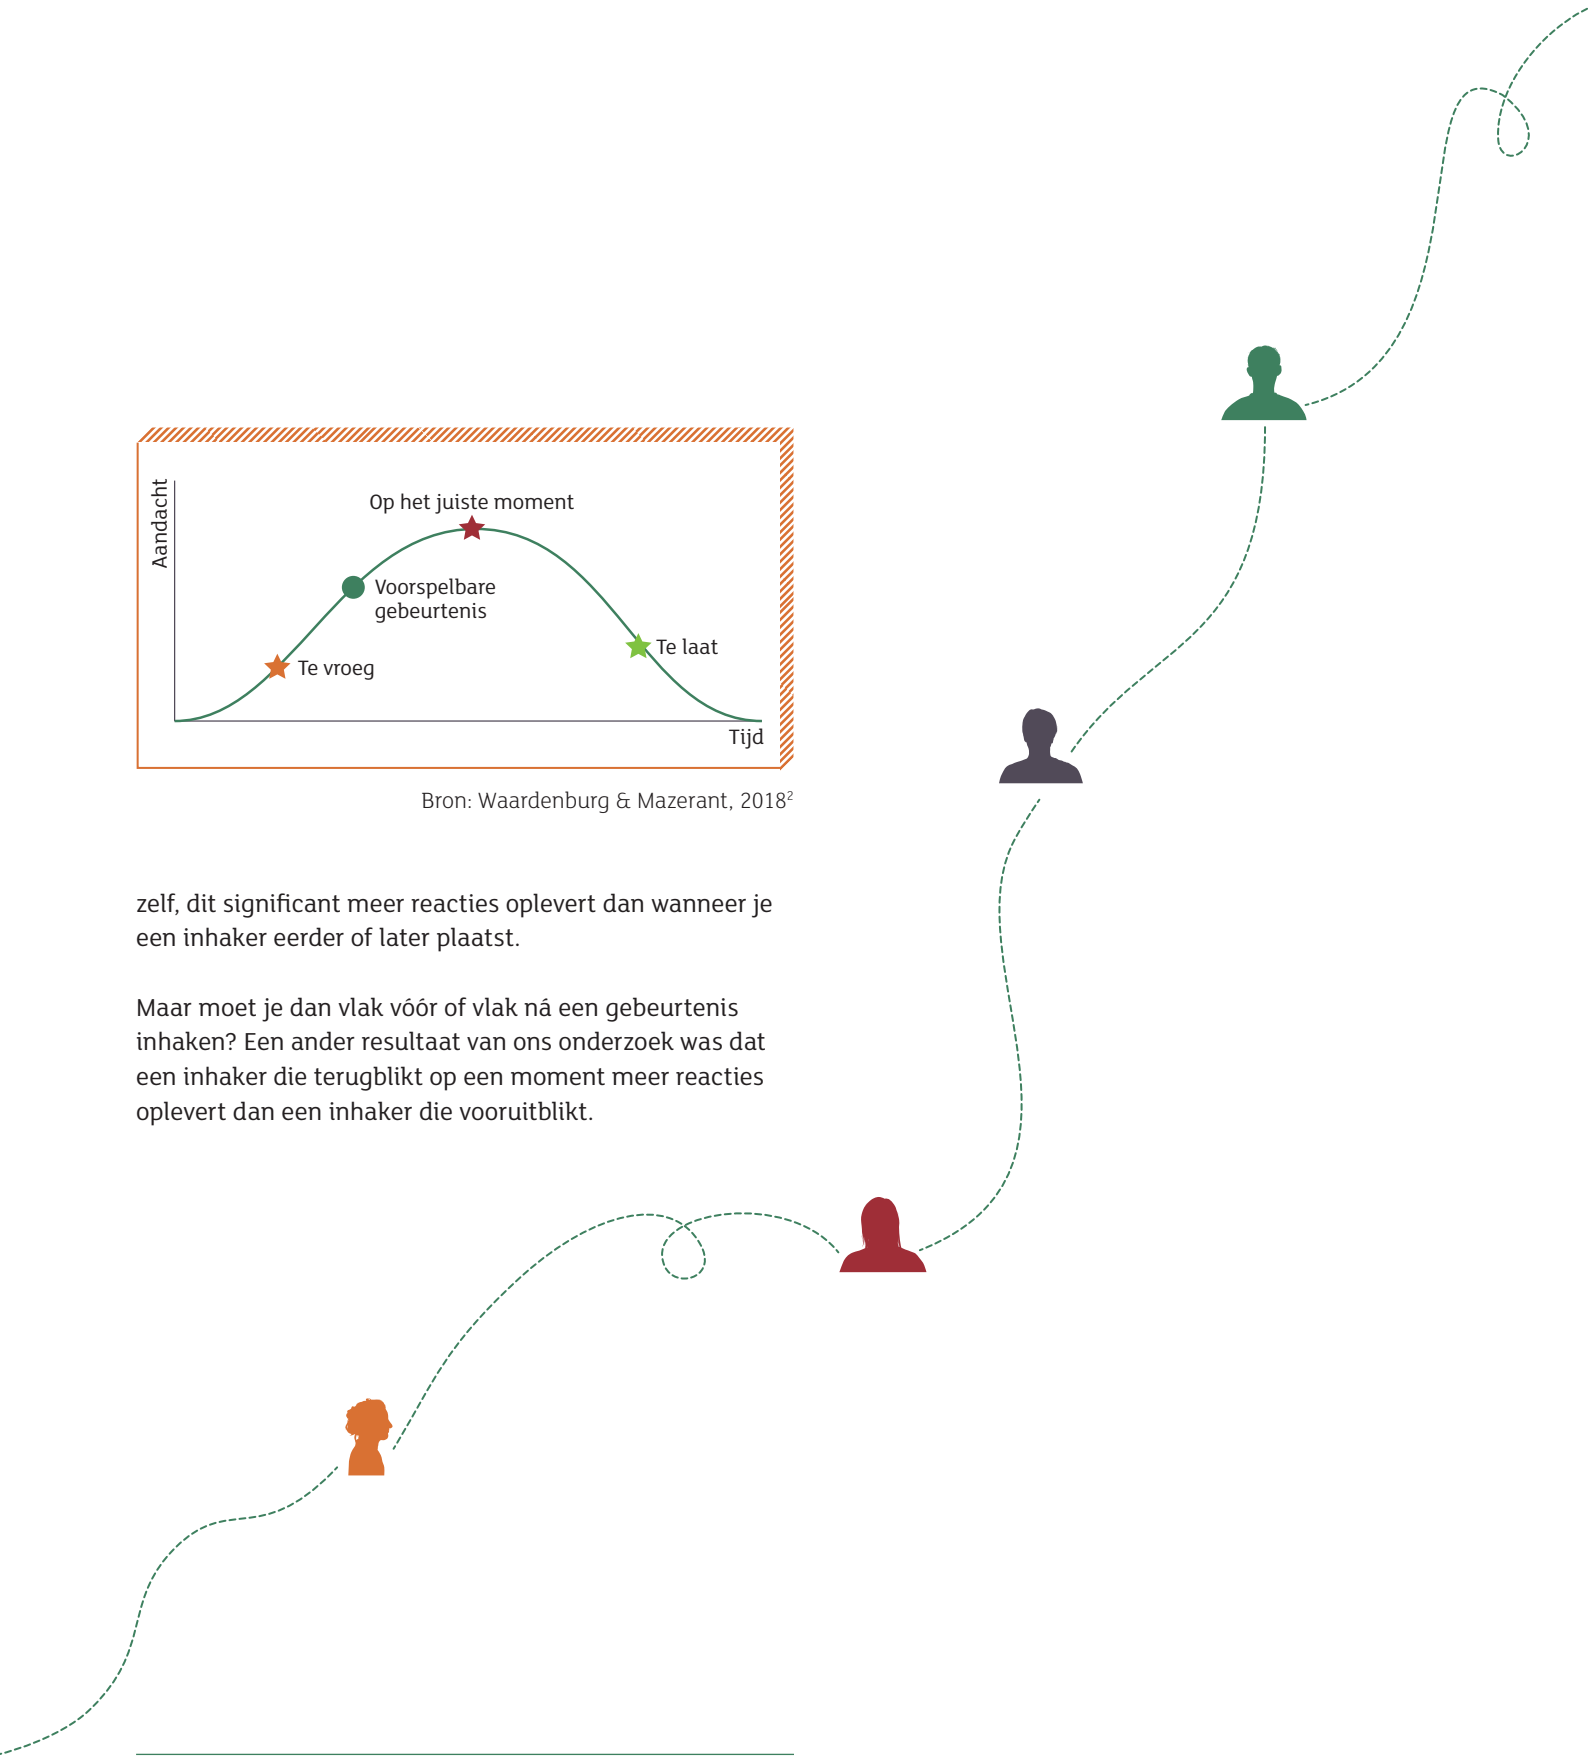 Aandacht
Op het juiste moment
Voorspelbare
gebeurtenis
Te laat
Te vroeg
Tijd
Bron: Waardenburg & Mazerant, 2018²
zelf, dit significant meer reacties oplevert dan wanneer je
een inhaker eerder of later plaatst.
Maar moet je dan vlak vóór of vlak ná een gebeurtenis
inhaken? Een ander resultaat van ons onderzoek was dat
een inhaker die terugblikt op een moment meer reacties
oplevert dan een inhaker die vooruitblikt.